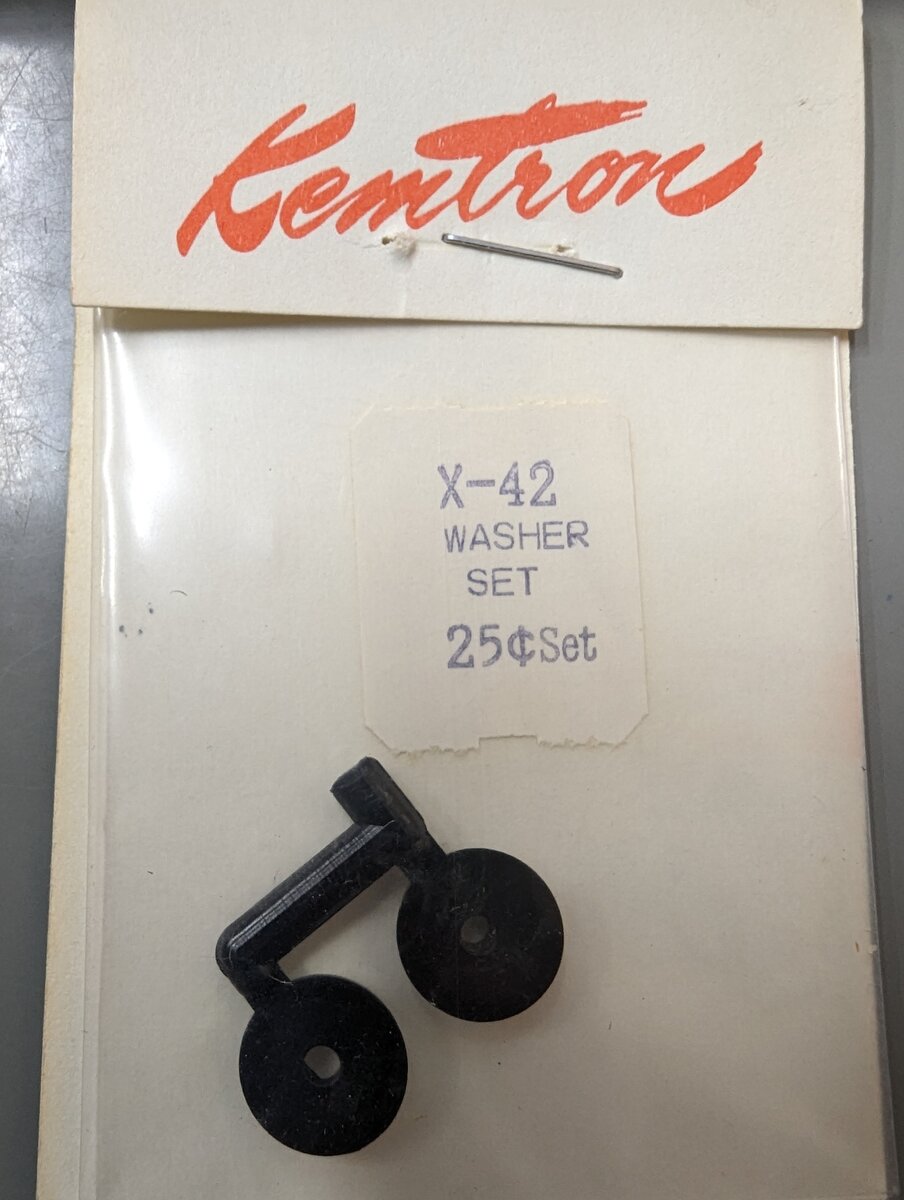 Kemtron
X-42
WASHER
SET
25¢Set